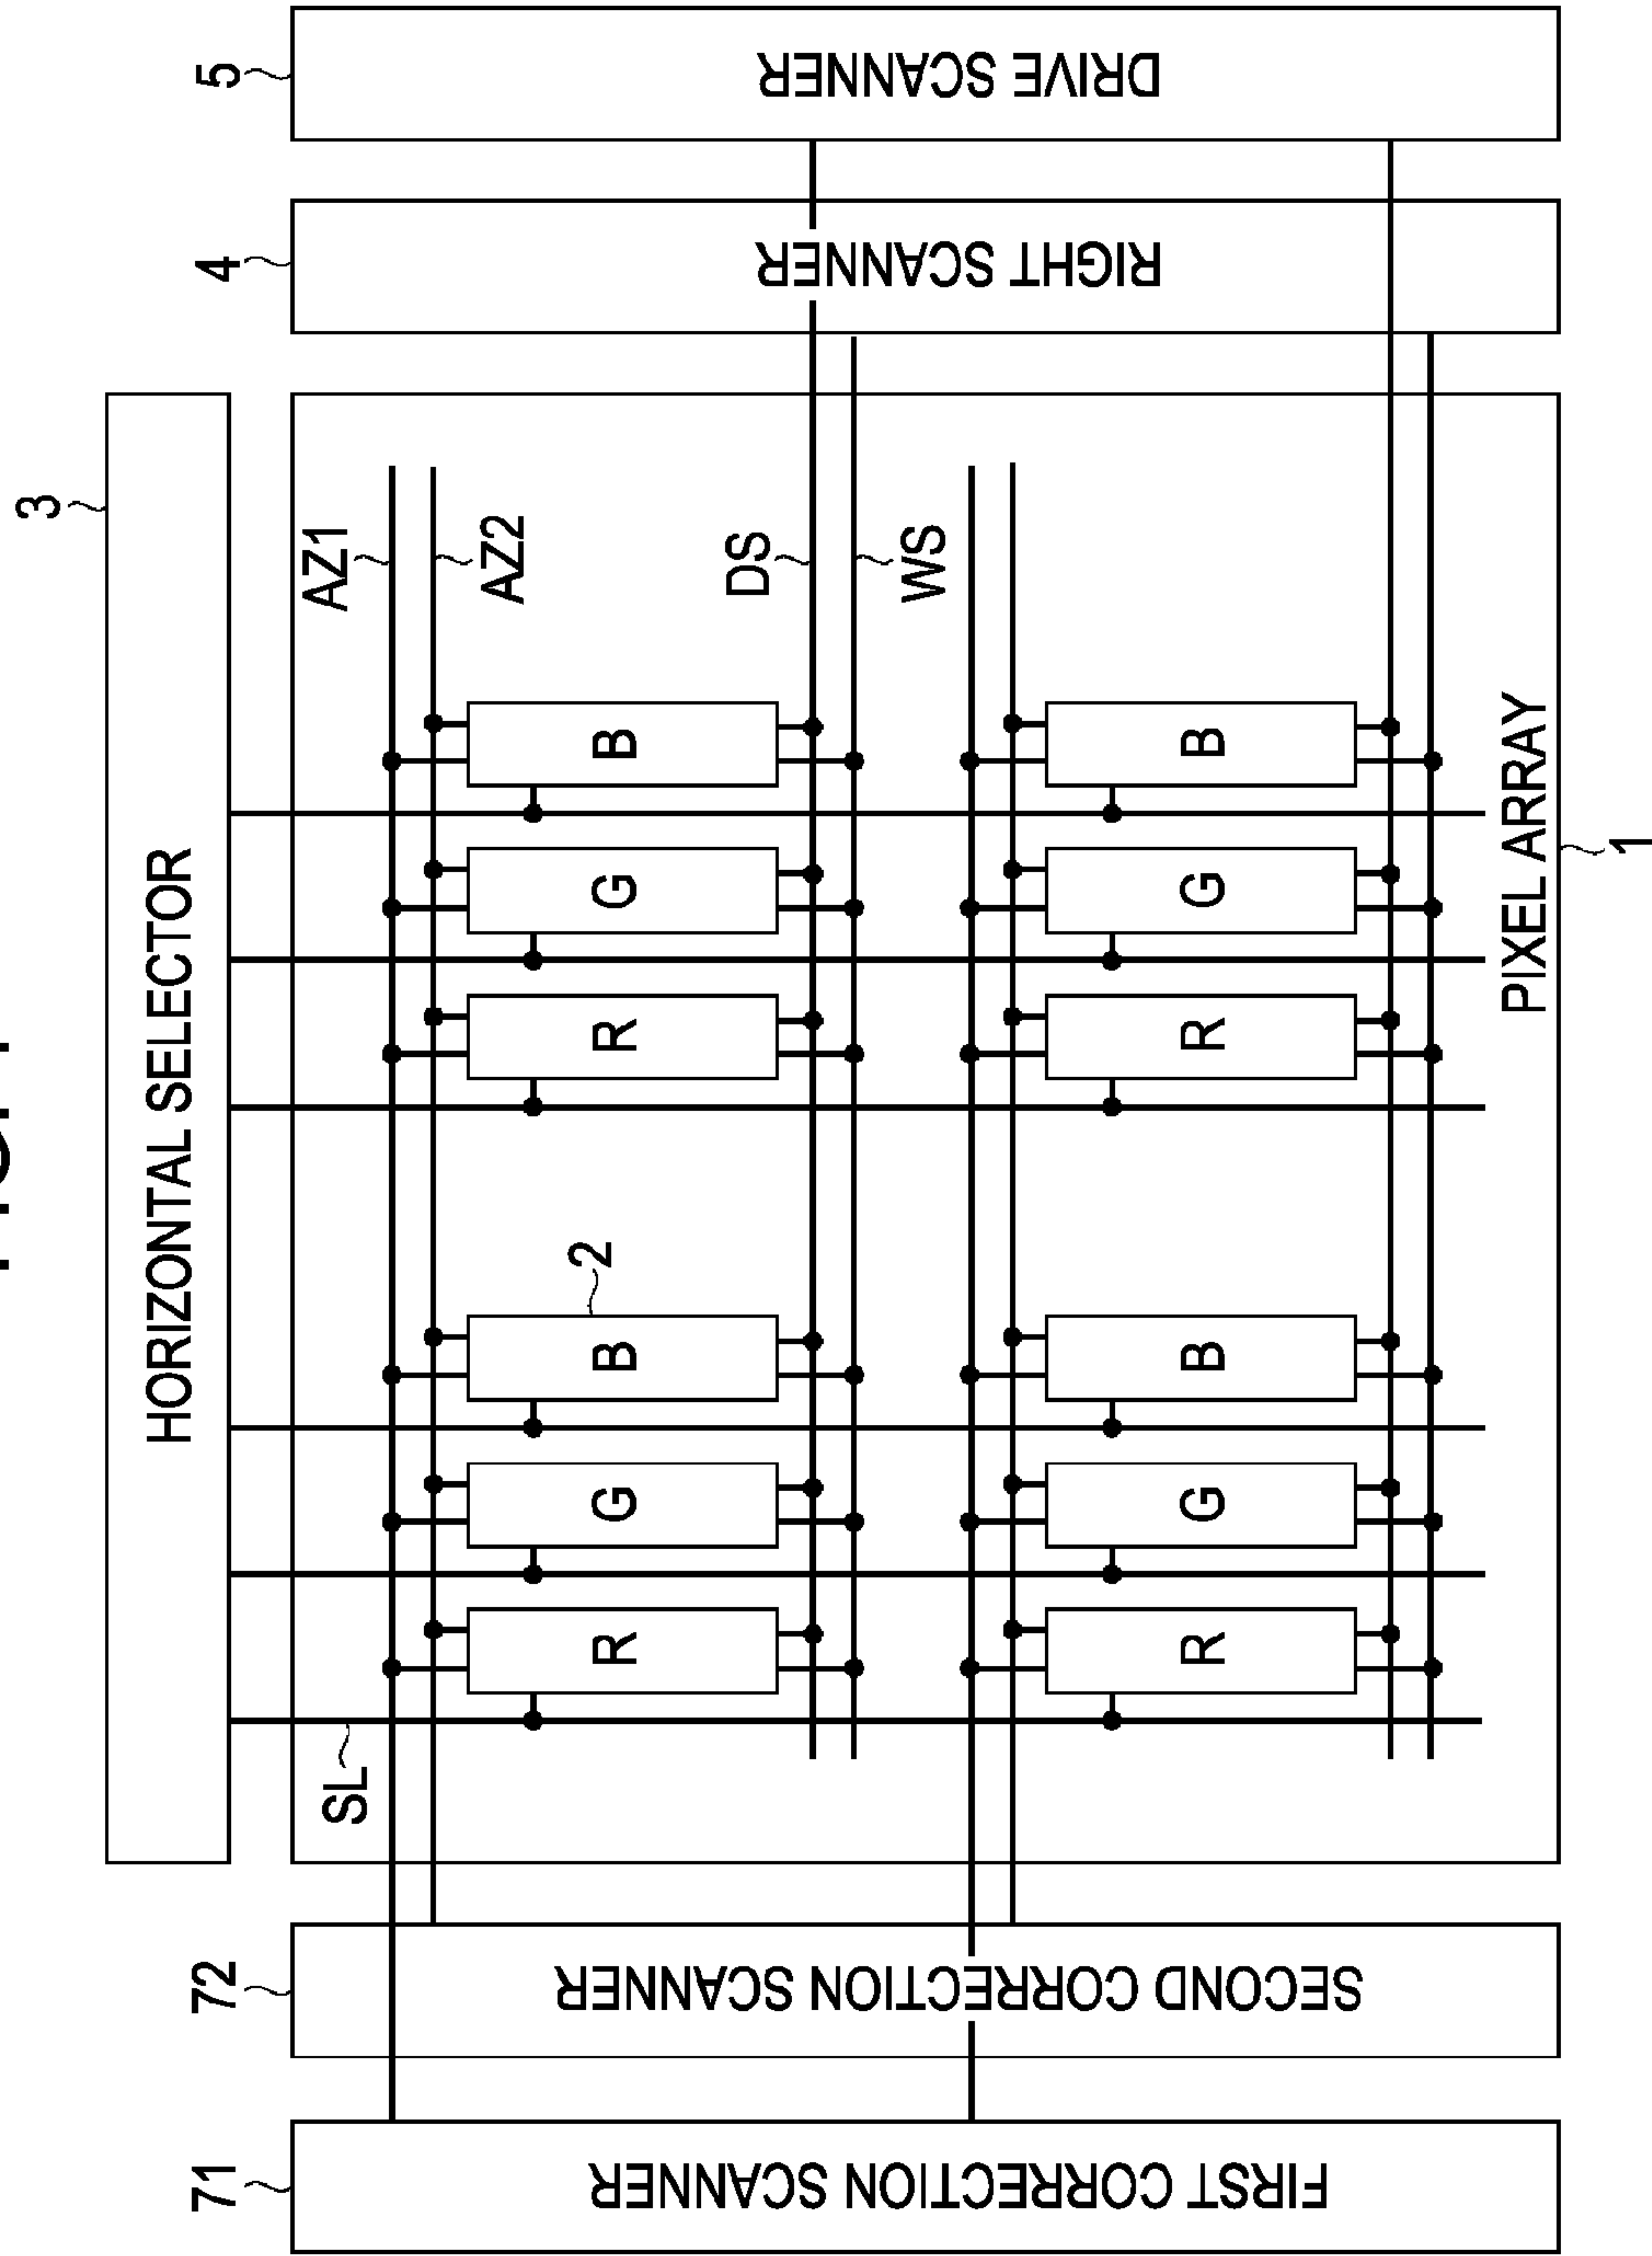 3
HORIZONTAL SELECTOR
71
72
4
5
SL
AZ1
AZ2
2
R
G
B
R
G
B
DS
WS
R
G
B
R
G
B
FIRST CORRECTION SCANNER
SECOND CORRECTION SCANNER
RIGHT SCANNER
DRIVE SCANNER
PIXEL ARRAY
1